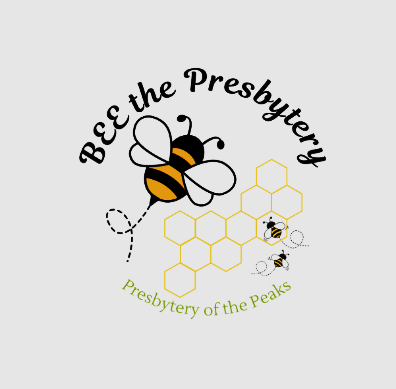 BEE the Presbytery
Presbytery of the Peaks